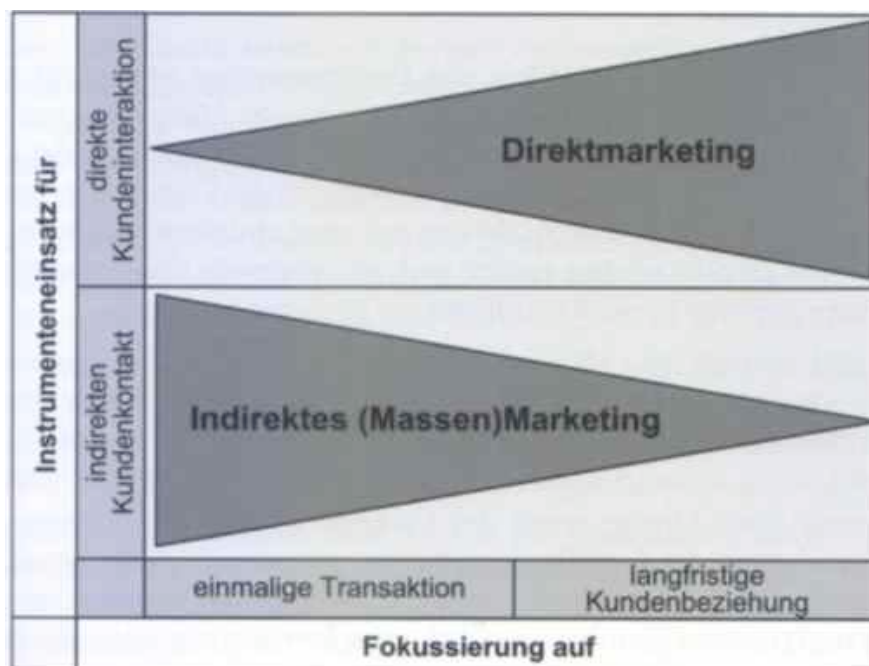 Instrumenteneinsatz für
direkte
Kundeninteraktion
Direktmarketing
indirekten
Kundenkontakt
Indirektes (Massen)Marketing
einmalige Transaktion
langfristige
Kundenbeziehung
Fokussierung auf